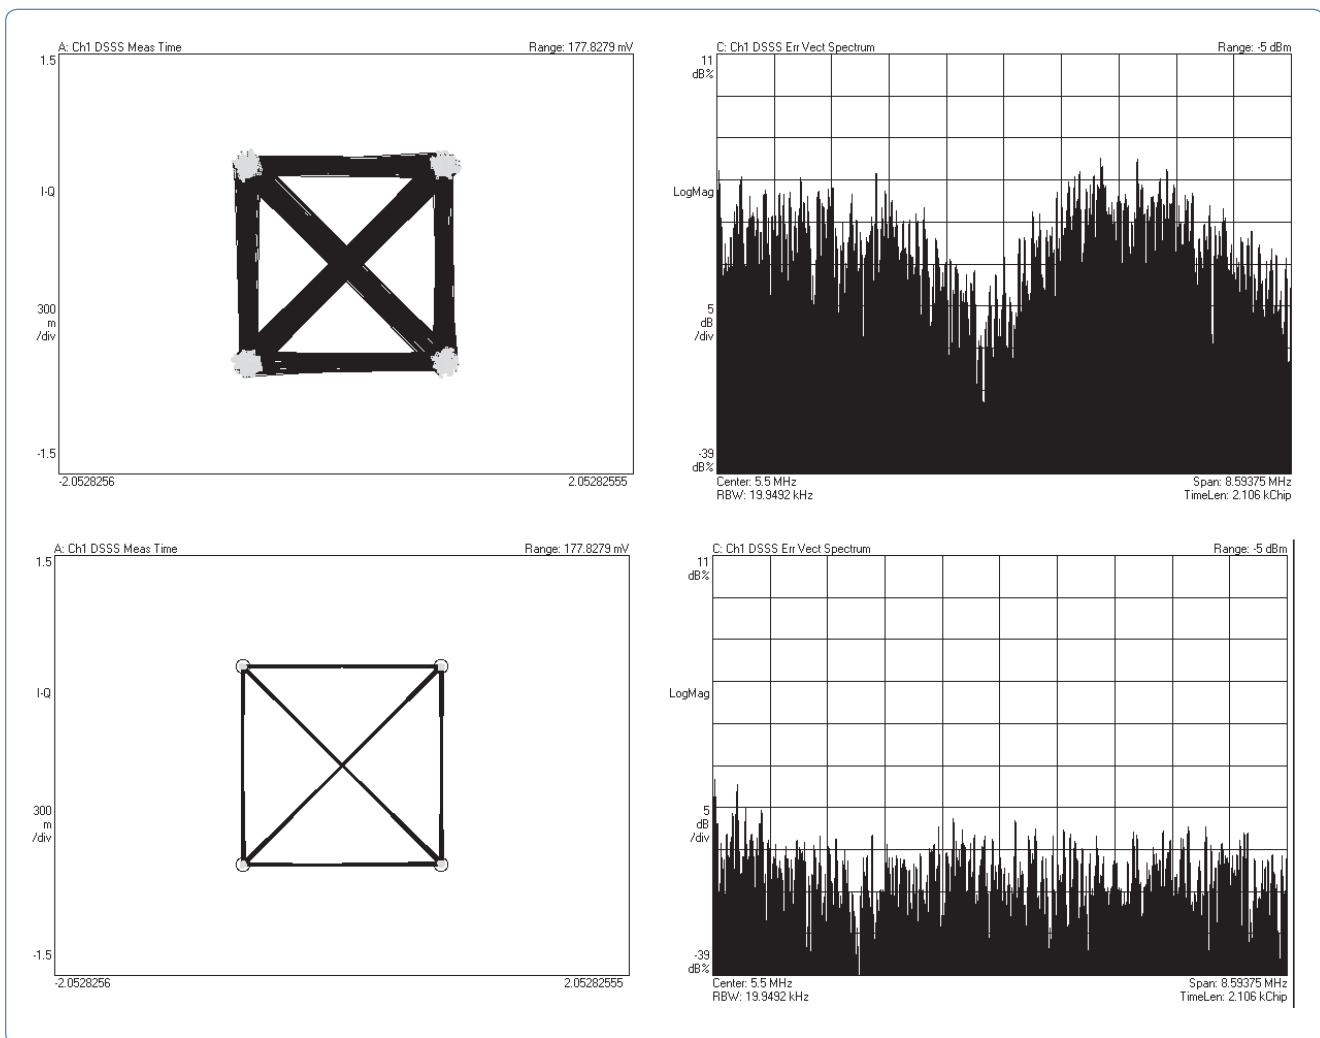 A: Ch1 DSSS Meas Time Range: 177.8279 mV
1.5
I-Q
300
m
/div
-1.5
-2.0528256 2.05282555
C: Ch1 DSSS Err Vect Spectrum Range: -5 dBm
11
dB%
LogMag
5
dB
/div
-39
dB%
Center: 5.5 MHz Span: 8.59375 MHz
RBW: 19.9492 kHz TimeLen: 2.106 kChip
A: Ch1 DSSS Meas Time Range: 177.8279 mV
1.5
I-Q
300
m
/div
-1.5
-2.0528256 2.05282555
C: Ch1 DSSS Err Vect Spectrum Range: -5 dBm
11
dB%
LogMag
5
dB
/div
-39
dB%
Center: 5.5 MHz Span: 8.59375 MHz
RBW: 19.9492 kHz TimeLen: 2.106 kChip